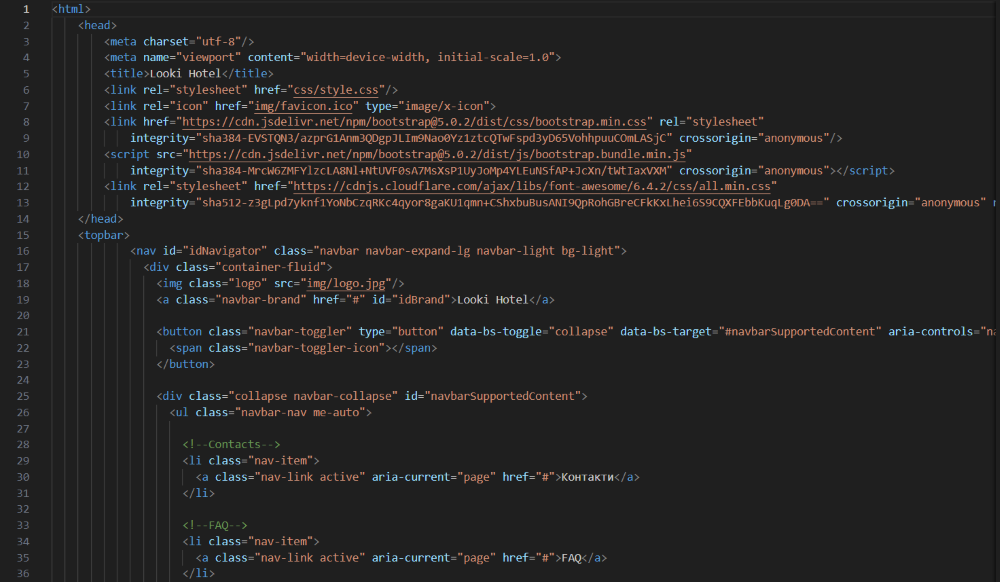 1 <html>
2 <head>
3 <meta charset="utf-8"/>
4 <meta name="viewport" content="width=device-width, initial-scale=1.0">
5 <title>Looki Hotel</title>
6 <link rel="stylesheet" href="css/style.css"/>
7 <link rel="icon" href="img/favicon.ico" type="image/x-icon">
8 <link href="https://cdn.jsdelivr.net/npm/bootstrap@5.0.2/dist/css/bootstrap.min.css" rel="stylesheet"
9 integrity="sha384-EVSTQN3/azprG1Anm3QDgpJLIm9Nao0Yz1ztcQTwFspd3yD65VohhpuuCOmLASjC" crossorigin="anonymous"/>
10 <script src="https://cdn.jsdelivr.net/npm/bootstrap@5.0.2/dist/js/bootstrap.bundle.min.js"
11 integrity="sha384-MrcW6ZMFYlzcLA8Nl+NtUVF0sA7MsXsP1UyJoMp4YLEuNSfAP+JcXn/tWtIaxVXM" crossorigin="anonymous"></script>
12 <link rel="stylesheet" href="https://cdnjs.cloudflare.com/ajax/libs/font-awesome/6.4.2/css/all.min.css"
13 integrity="sha512-z3gLpd7yknf1YoNbCzqRKc4qyor8gaKU1qmn+CShxbuBusANI9QpRohGBreCFkKxLhei6S9CQXFEbbKuqLg0DA==" crossorigin="anonymous"
14 </head>
15 <topbar>
16 <nav id="idNavigator" class="navbar navbar-expand-lg navbar-light bg-light">
17 <div class="container-fluid">
18 <img class="logo" src="img/logo.jpg"/>
19 <a class="navbar-brand" href="#" id="idBrand">Looki Hotel</a>
20
21 <button class="navbar-toggler" type="button" data-bs-toggle="collapse" data-bs-target="#navbarSupportedContent" aria-controls="na
22 <span class="navbar-toggler-icon"></span>
23 </button>
24
25 <div class="collapse navbar-collapse" id="navbarSupportedContent">
26 <ul class="navbar-nav me-auto">
27
28 <!--Contacts-->
29 <li class="nav-item">
30 <a class="nav-link active" aria-current="page" href="#">Контакти</a>
31 </li>
32
33 <!--FAQ-->
34 <li class="nav-item">
35 <a class="nav-link active" aria-current="page" href="#">FAQ</a>
36 </li>